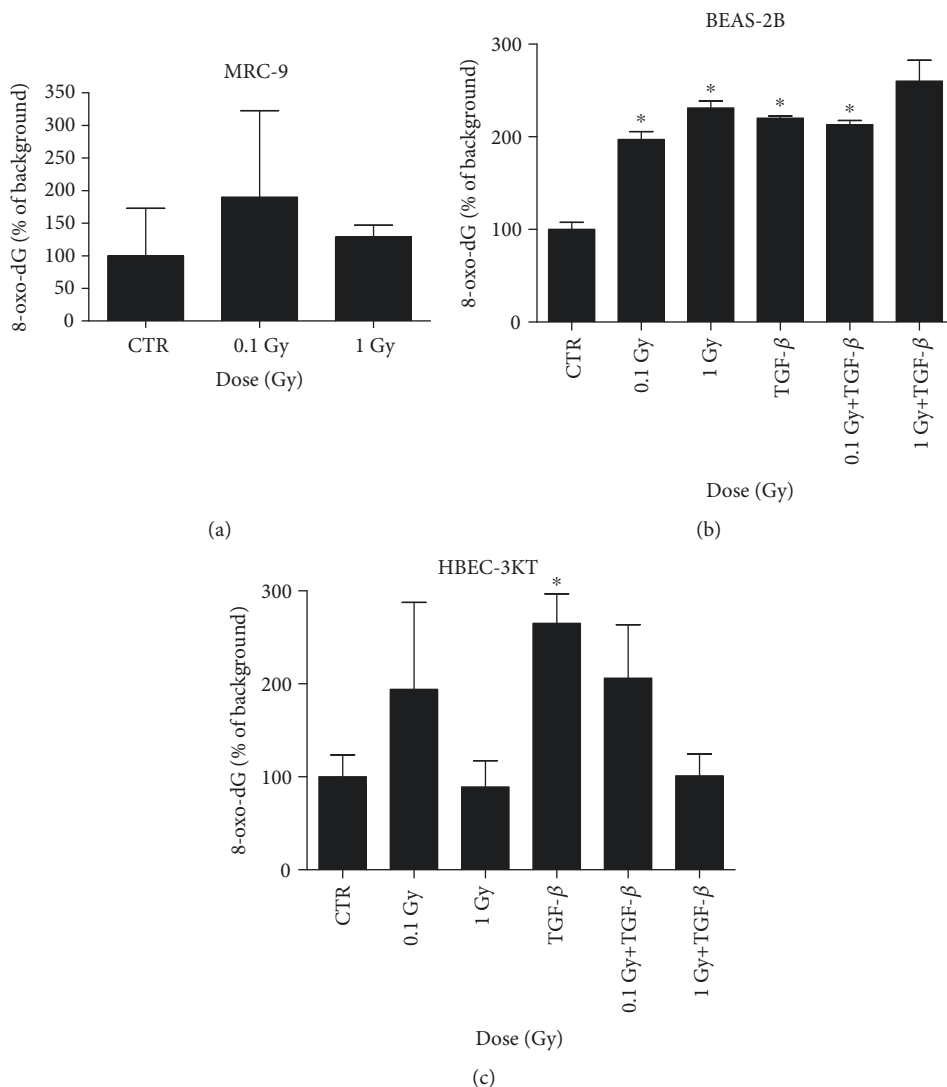 MRC-9
8-oxo-dG (% of background)
350
300
250
200
150
100
50
0
CTR
0.1 Gy
1 Gy
Dose (Gy)
(a)
BEAS-2B
8-oxo-dG (% of background)
300
200
100
0
*
*
*
*
CTR
0.1 Gy
1 Gy
TGF-β
0.1 Gy+TGF-β
1 Gy+TGF-β
Dose (Gy)
(b)
HBEC-3KT
8-oxo-dG (% of background)
300
200
100
0
*
CTR
0.1 Gy
1 Gy
TGF-β
0.1 Gy+TGF-β
1 Gy+TGF-β
Dose (Gy)
(c)